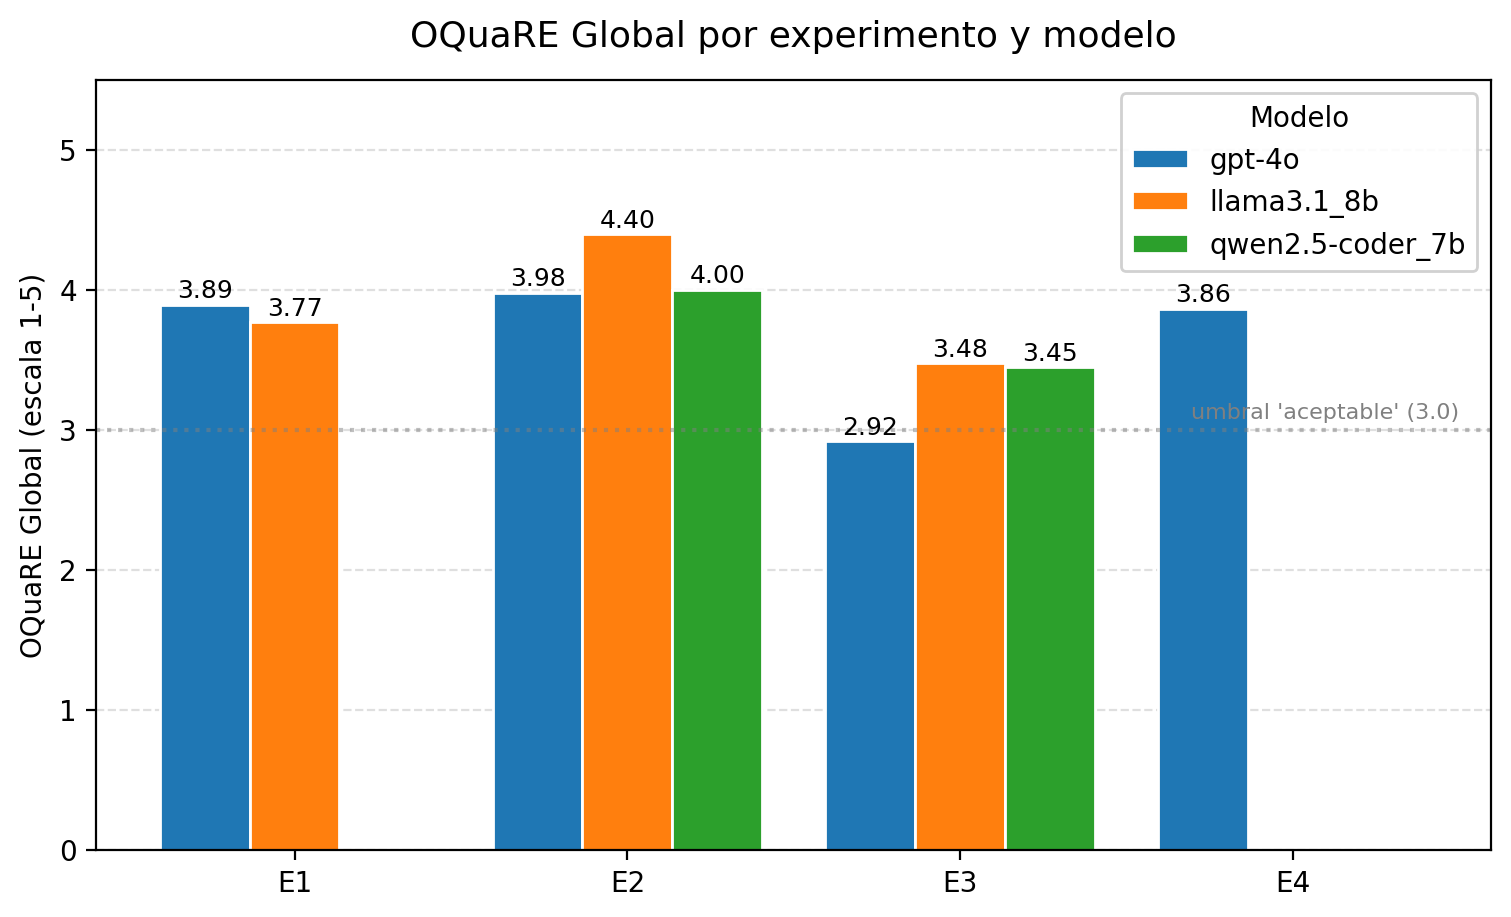 OQuaRE Global por experimento y modelo
OQuaRE Global (escala 1-5)
5
4
3
2
1
0
Modelo
gpt-4o
llama3.1_8b
qwen2.5-coder_7b
3.89
3.77
3.98
4.40
4.00
2.92
3.48
3.45
3.86
umbral 'aceptable' (3.0)
E1
E2
E3
E4